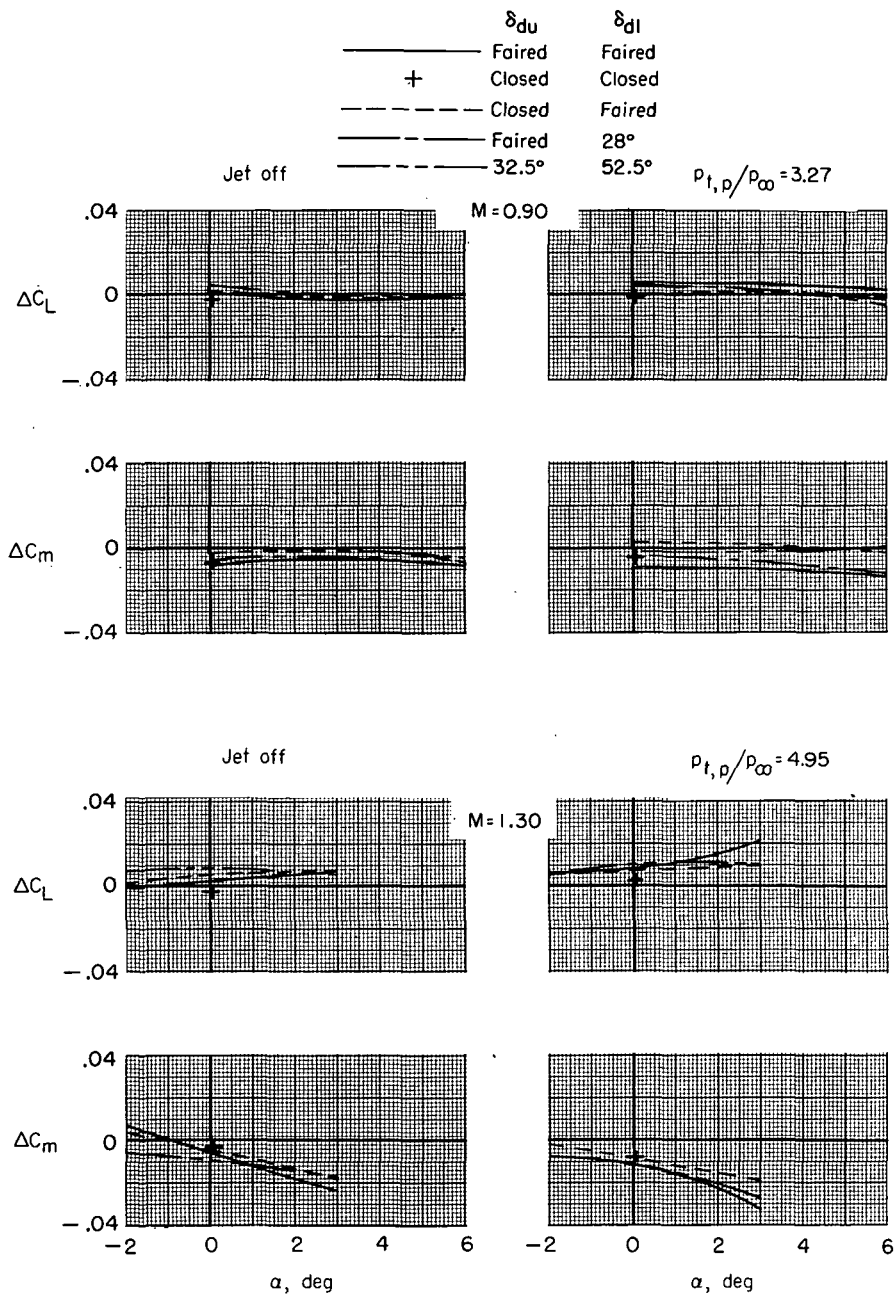 δdu δdl
Faired Faired
Closed Closed
Closed Faired
Faired 28°
32.5° 52.5°
Jet off
pt,p/p∞ = 3.27
M = 0.90
.04
ΔCL 0
-.04
.04
ΔCm 0
-.04
Jet off
pt,p/p∞ = 4.95
M = 1.30
.04
ΔCL 0
-.04
.04
ΔCm 0
-.04
-2 0 2 4 6
-2 0 2 4 6
α, deg
α, deg